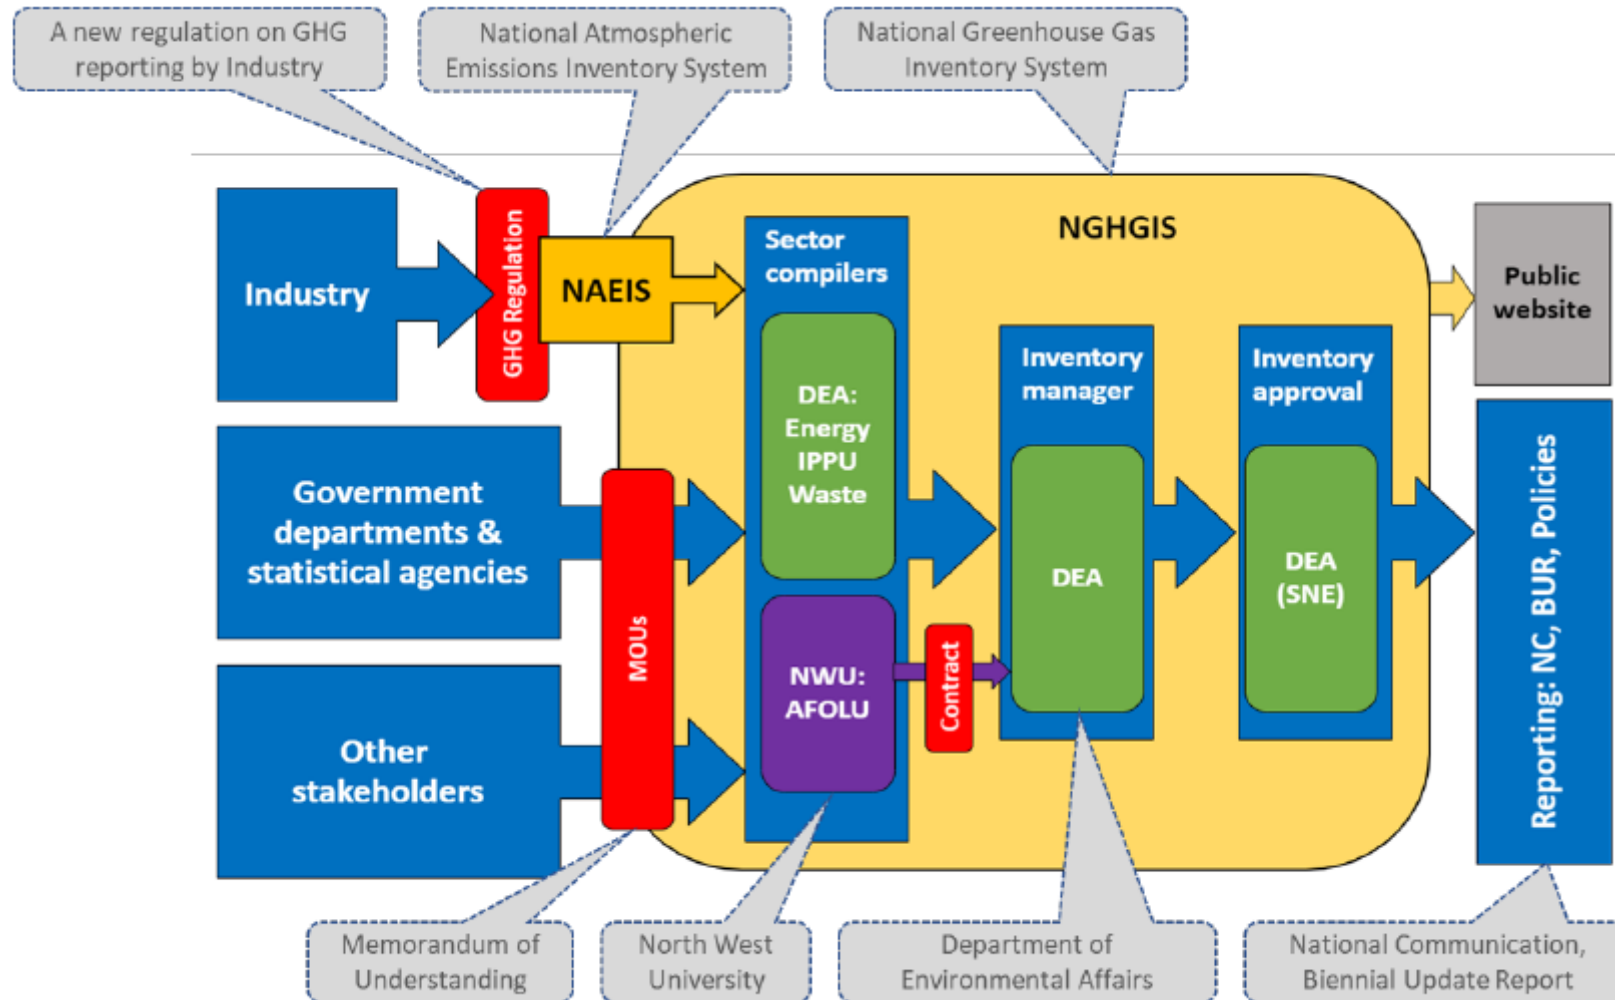 A new regulation on GHG
reporting by Industry
National Atmospheric
Emissions Inventory System
National Greenhouse Gas
Inventory System
Industry
GHG Regulation
NAEIS
Sector
compilers
NGHGIS
Public
website
DEA:
Energy
IPPU
Waste
Inventory
manager
Inventory
approval
Government
departments &
statistical agencies
MOUs
DEA
DEA
(SNE)
Reporting: NC, BUR, Policies
NWU:
AFOLU
Contract
Other
stakeholders
Memorandum of
Understanding
North West
University
Department of
Environmental Affairs
National Communication,
Biennial Update Report